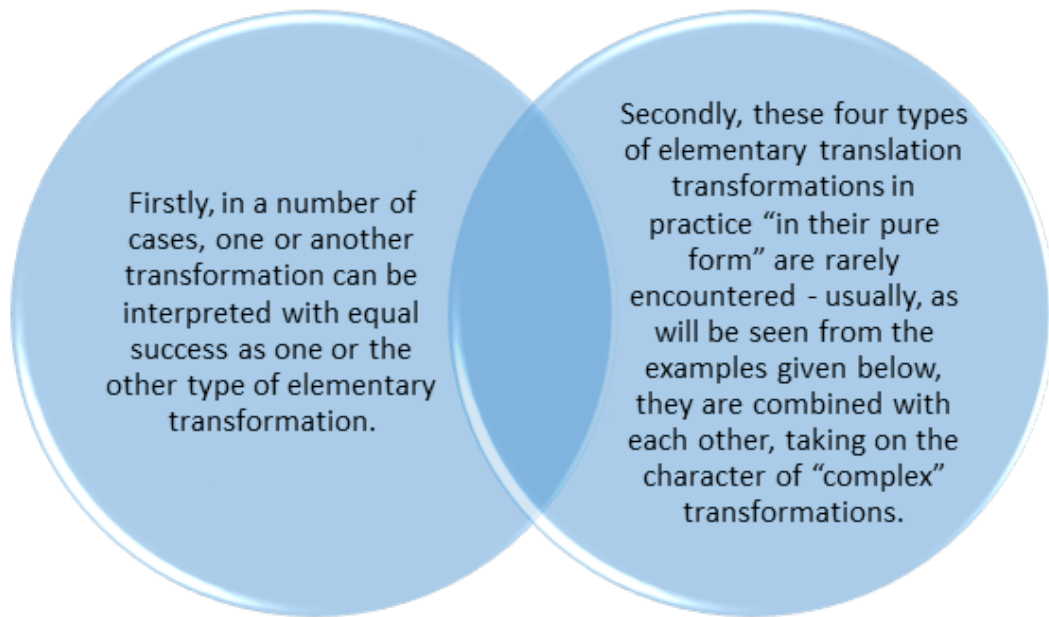 Firstly, in a number of
cases, one or another
transformation can be
interpreted with equal
success as one or the
other type of elementary
transformation.
Secondly, these four types
of elementary translation
transformations in
practice “in their pure
form” are rarely
encountered - usually, as
will be seen from the
examples given below,
they are combined with
each other, taking on the
character of “complex”
transformations.